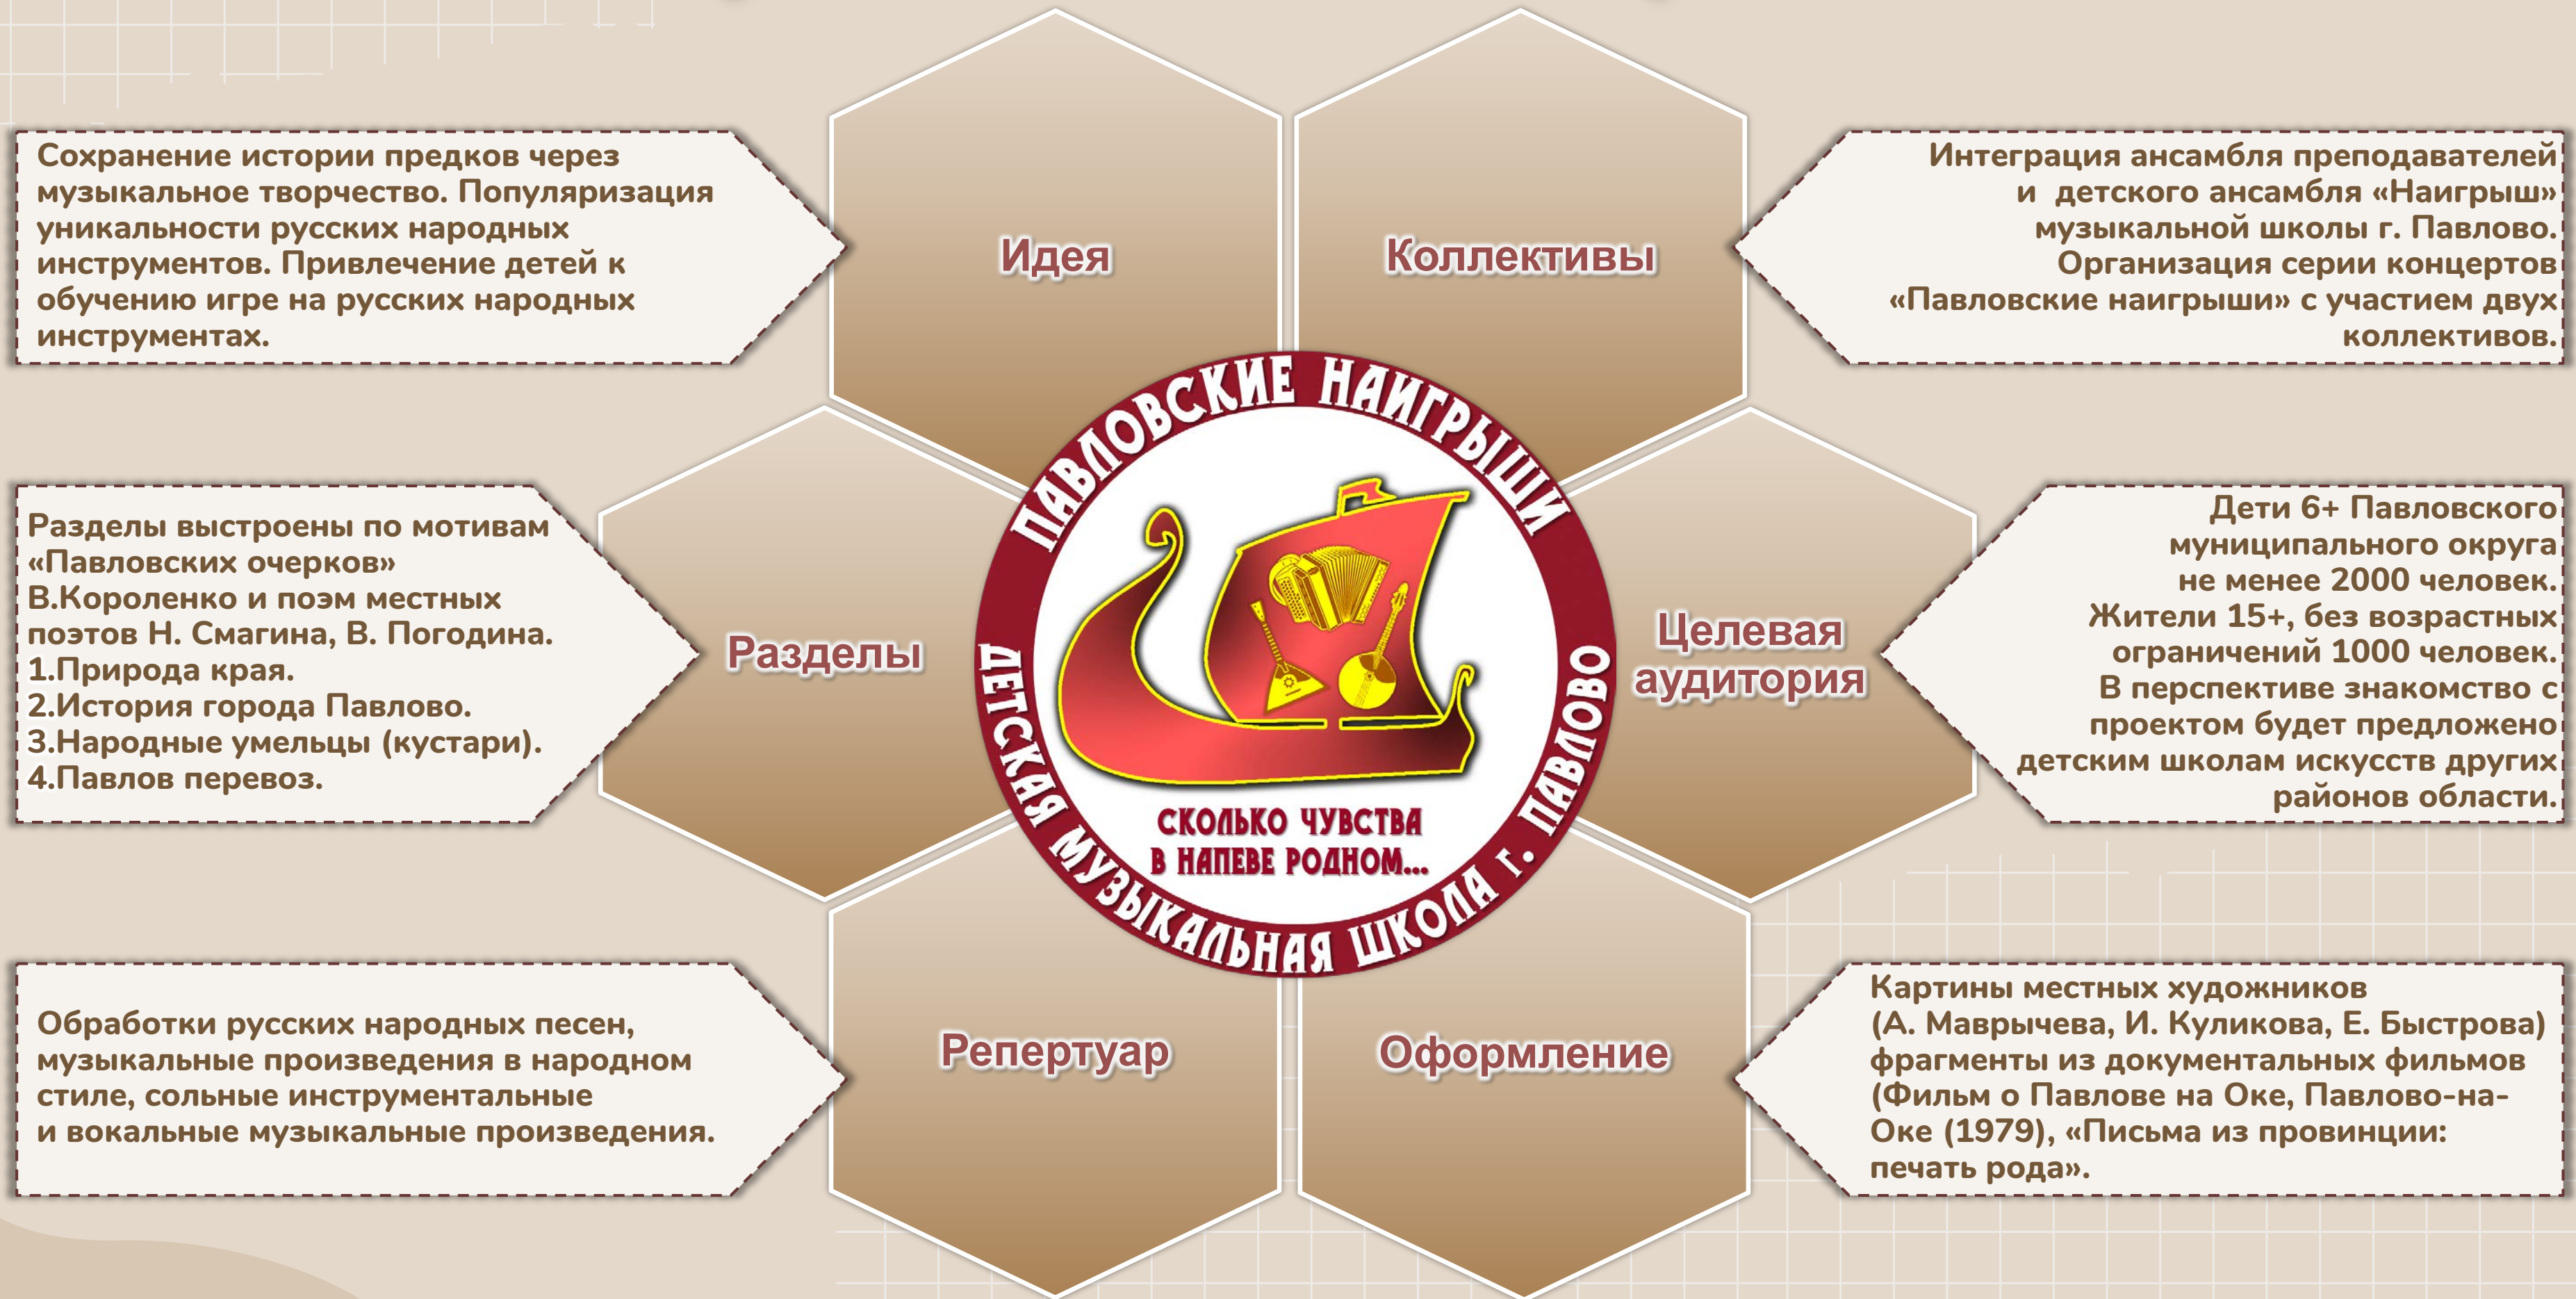 Сохранение истории предков через
музыкальное творчество. Популяризация
уникальности русских народных
инструментов. Привлечение детей к
обучению игре на русских народных
инструментах.
Идея
Коллективы
Интеграция ансамбля преподавателей
и детского ансамбля «Наигрыш»
музыкальной школы г. Павлово.
Организация серии концертов
«Павловские наигрыши» с участием двух
коллективов.
Разделы выстроены по мотивам
«Павловских очерков»
В.Короленко и поэм местных
поэтов Н. Смагина, В. Погодина.
1.Природа края.
2.История города Павлово.
3.Народные умельцы (кустари).
4.Павлов перевоз.
Разделы
ПАВЛОВСКИЕ НАИГРЫШИ
СКОЛЬКО ЧУВСТВА
В НАПЕВЕ РОДНОМ...
ДЕТСКАЯ МУЗЫКАЛЬНАЯ ШКОЛА г. ПАВЛОВО
Целевая
аудитория
Дети 6+ Павловского
муниципального округа
не менее 2000 человек.
Жители 15+, без возрастных
ограничений 1000 человек.
В перспективе знакомство с
проектом будет предложено
детским школам искусств других
районов области.
Обработки русских народных песен,
музыкальные произведения в народном
стиле, сольные инструментальные
и вокальные музыкальные произведения.
Репертуар
Оформление
Картины местных художников
(А. Маврычева, И. Куликова, Е. Быстрова)
фрагменты из документальных фильмов
(Фильм о Павлове на Оке, Павлово-на-
Оке (1979), «Письма из провинции:
печать рода».